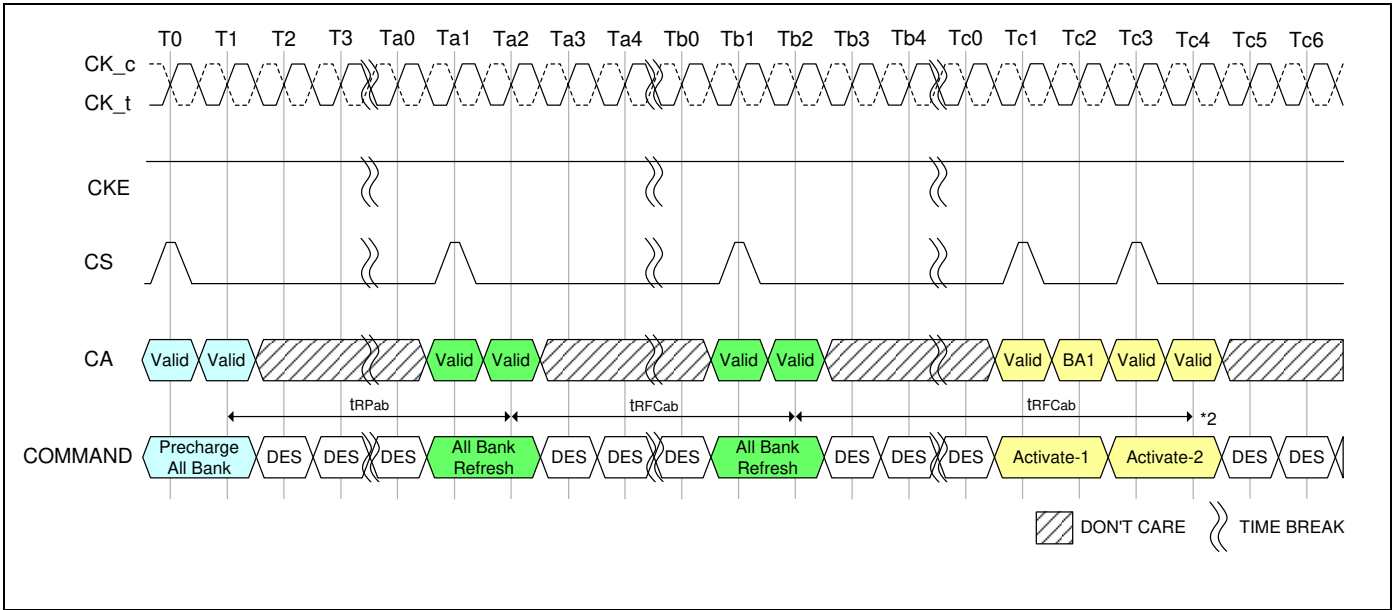 T0 T1 T2 T3 Ta0 Ta1 Ta2 Ta3 Ta4 Tb0 Tb1 Tb2 Tb3 Tb4 Tc0 Tc1 Tc2 Tc3 Tc4 Tc5 Tc6
CK_c
CK_t
CKE
CS
CA Valid Valid Valid Valid Valid Valid Valid BA1 Valid Valid
tRPab tRFCab tRFCab *2
COMMAND Precharge All Bank DES DES DES All Bank Refresh DES DES DES All Bank Refresh DES DES DES Activate-1 Activate-2 DES DES
DON'T CARE TIME BREAK